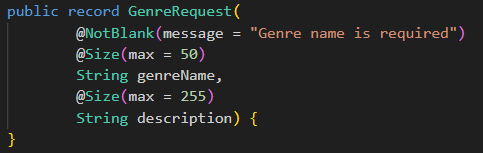 public record GenreRequest(
        @NotBlank(message = "Genre name is required")
        @Size(max = 50)
        String genreName,
        @Size(max = 255)
        String description) {
}